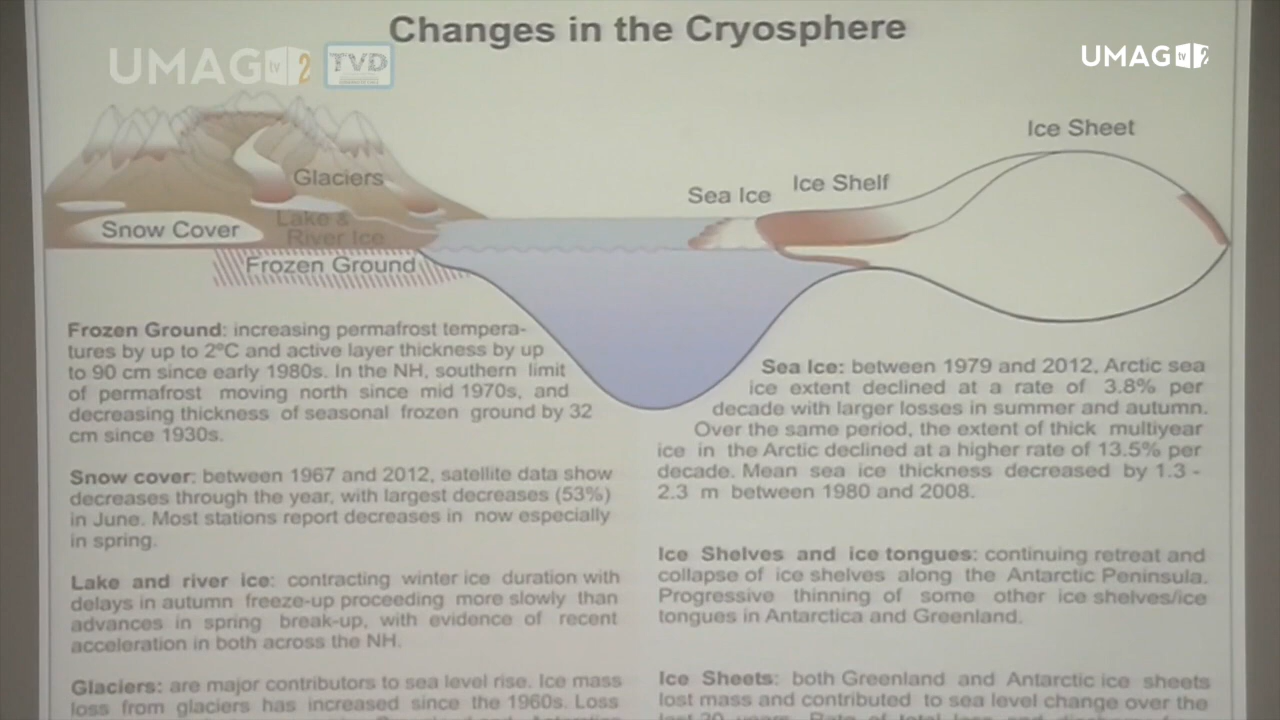 Changes in the Cryosphere
UMAG tv 2
TVD
UMAG tv 2
Ice Sheet
Glaciers
Sea Ice
Ice Shelf
Snow Cover
Lake &
River Ice
Frozen Ground
Frozen Ground: increasing permafrost tempera-
tures by up to 2ºC and active layer thickness by up
to 90 cm since early 1980s. In the NH, southern limit
of permafrost moving north since mid 1970s, and
decreasing thickness of seasonal frozen ground by 32
cm since 1930s.
Snow cover: between 1967 and 2012, satellite data show
decreases through the year, with largest decreases (53%)
in June. Most stations report decreases in now especially
in spring.
Lake and river ice: contracting winter ice duration with
delays in autumn freeze-up proceeding more slowly than
advances in spring break-up, with evidence of recent
acceleration in both across the NH.
Glaciers: are major contributors to sea level rise. Ice mass
loss from glaciers has increased since the 1960s. Loss
Sea Ice: between 1979 and 2012, Arctic sea
ice extent declined at a rate of 3.8% per
decade with larger losses in summer and autumn.
Over the same period, the extent of thick multiyear
ice in the Arctic declined at a higher rate of 13.5% per
decade. Mean sea ice thickness decreased by 1.3 -
2.3 m between 1980 and 2008.
Ice Shelves and ice tongues: continuing retreat and
collapse of ice shelves along the Antarctic Peninsula.
Progressive thinning of some other ice shelves/ice
tongues in Antarctica and Greenland.
Ice Sheets: both Greenland and Antarctic ice sheets
lost mass and contributed to sea level change over the